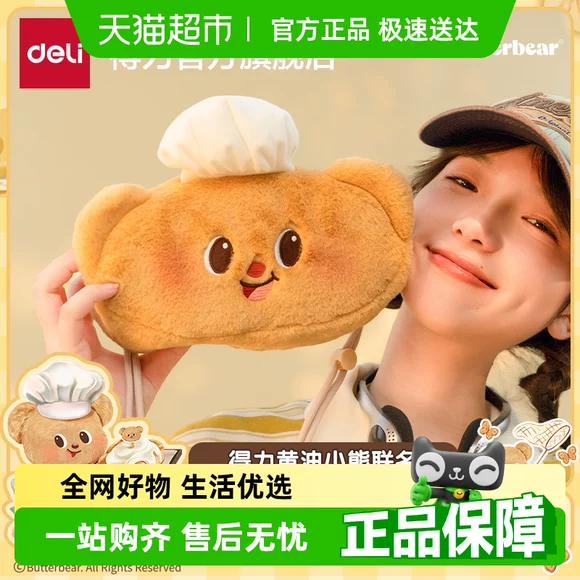 天猫超市 官方正品 极速送达
deli
得力官方旗舰店
erbear®
得力黄油小熊联名
全网好物 生活优选
一站购齐 售后无忧
正品保障
©Butterbear. All Rights Reserved